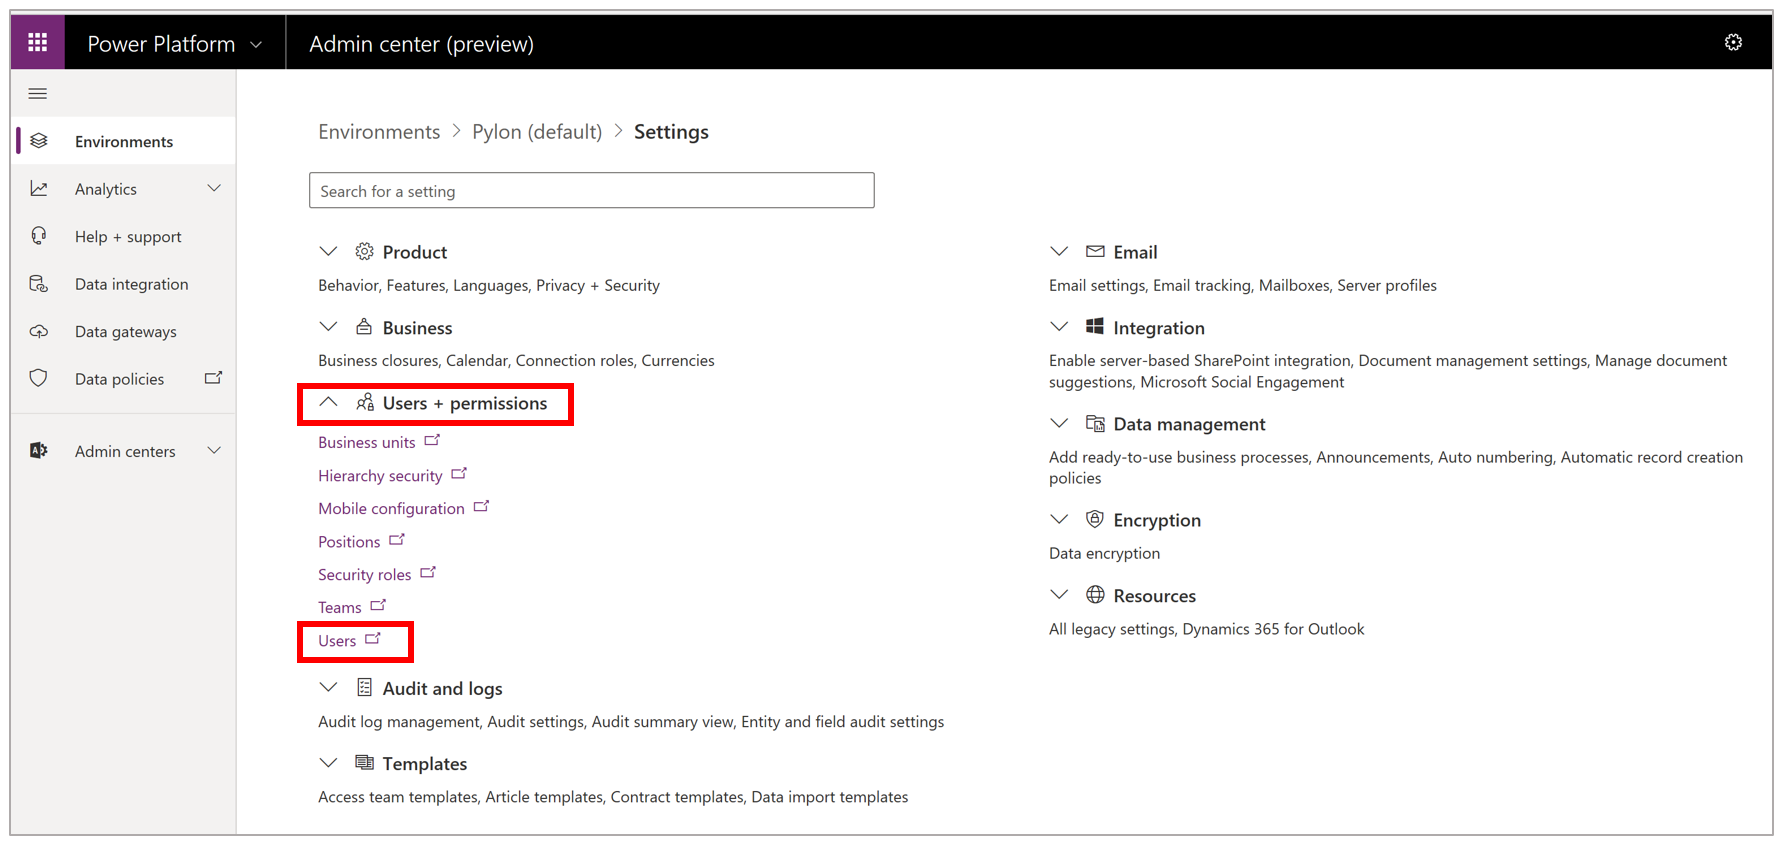 Power Platform
Admin center (preview)
Environments
Analytics
Help + support
Data integration
Data gateways
Data policies
Admin centers
Environments > Pylon (default) > Settings
Search for a setting
Product
Behavior, Features, Languages, Privacy + Security
Business
Business closures, Calendar, Connection roles, Currencies
Users + permissions
Business units
Hierarchy security
Mobile configuration
Positions
Security roles
Teams
Users
Audit and logs
Audit log management, Audit settings, Audit summary view, Entity and field audit settings
Templates
Access team templates, Article templates, Contract templates, Data import templates
Email
Email settings, Email tracking, Mailboxes, Server profiles
Integration
Enable server-based SharePoint integration, Document management settings, Manage document
suggestions, Microsoft Social Engagement
Data management
Add ready-to-use business processes, Announcements, Auto numbering, Automatic record creation
policies
Encryption
Data encryption
Resources
All legacy settings, Dynamics 365 for Outlook